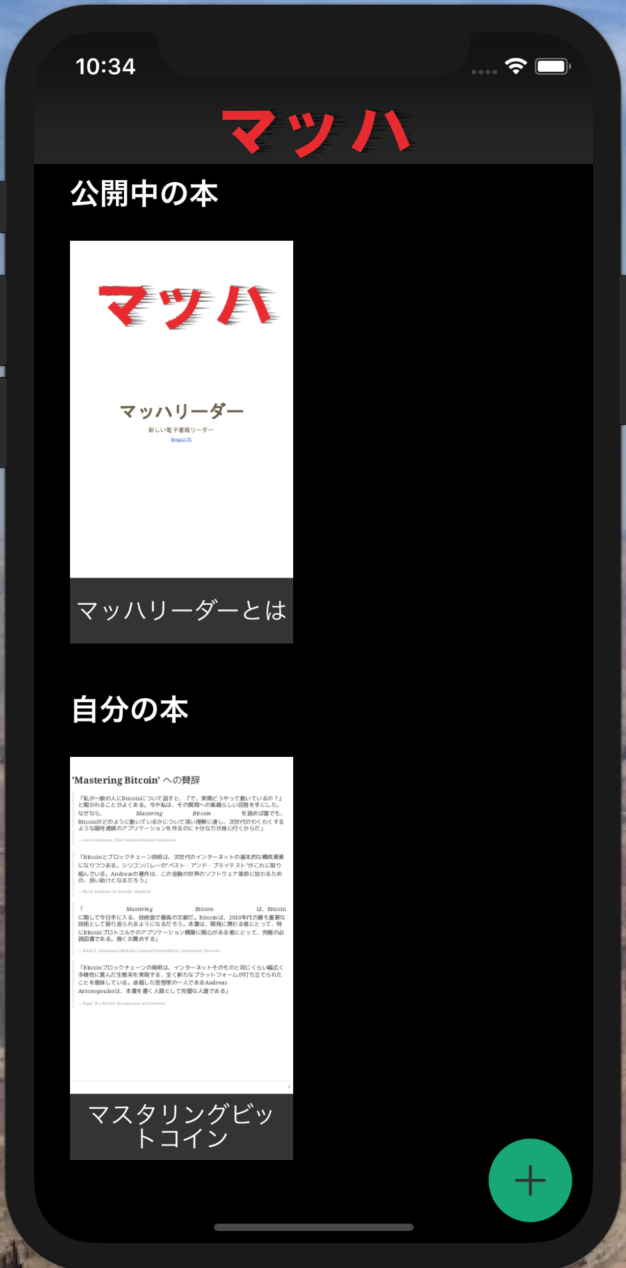 10:34
マッハ
公開中の本
マッハ
マッハリーダー
新しい電子書籍リーダー
マッハリーダーとは
自分の本
'Mastering Bitcoin' への賛辞
「私が一般の人にBitcoinについて話すと、「で、実際どうやって動いているの？」
と聞かれることがよくある。今や私は、その質問への素晴らしい回答を手にした。
なぜなら、 Mastering Bitcoin を読めば誰でも、
Bitcoinがどのように動いているかについて深い理解に達し、次世代のわくわくする
ような暗号通貨のアプリケーションを作るのに十分な力が身に付くからだ」
「Bitcoinとブロックチェーン技術は、次世代のインターネットの基本的な構成要素
になりつつある。シリコンバレーの"ベスト・アンド・ブライテスト"がこれに取り
組んでいる。Andreasの著作は、この金融の世界のソフトウェア革命に加わるため
の、良い助けとなるだろう」
「 Mastering Bitcoin は、Bitcoin
に関して今日手に入る、技術面で最高の文献だ。Bitcoinは、2010年代の最も重要な
技術として振り返られるようになるだろう。本書は、開発に携わる者にとって、特
にBitcoinプロトコルでのアプリケーション構築に関心がある者にとって、究極の必
読図書である。強くお薦めする」
「Bitcoinブロックチェーンの発明は、インターネットそのものと同じくらい幅広く
多様性に富んだ生態系を実現する、全く新たなプラットフォームが打ち立てられた
ことを意味している。卓越した思想家の一人であるAndreas
Antonopoulosは、本書を書く人間として完璧な人選である」
マスタリングビッ
トコイン